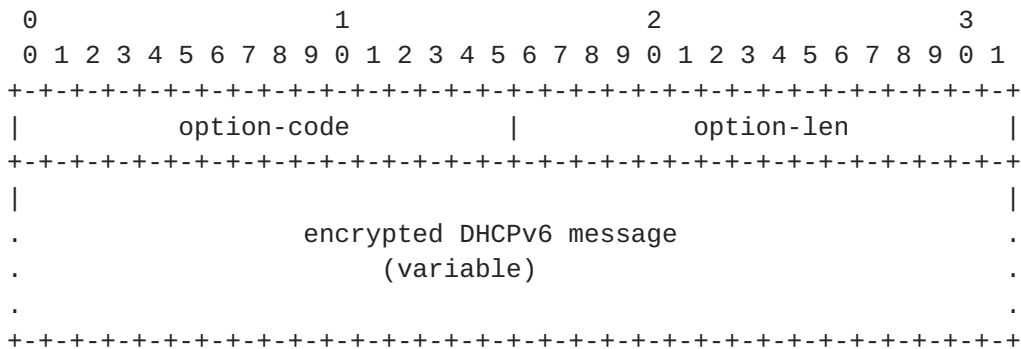 0                   1                   2                   3
 0 1 2 3 4 5 6 7 8 9 0 1 2 3 4 5 6 7 8 9 0 1 2 3 4 5 6 7 8 9 0 1
+-+-+-+-+-+-+-+-+-+-+-+-+-+-+-+-+-+-+-+-+-+-+-+-+-+-+-+-+-+-+-+-+
|          option-code          |           option-len          |
+-+-+-+-+-+-+-+-+-+-+-+-+-+-+-+-+-+-+-+-+-+-+-+-+-+-+-+-+-+-+-+-+
|                                                               |
.                  encrypted DHCPv6 message                     .
.                       (variable)                              .
.                                                               .
+-+-+-+-+-+-+-+-+-+-+-+-+-+-+-+-+-+-+-+-+-+-+-+-+-+-+-+-+-+-+-+-+